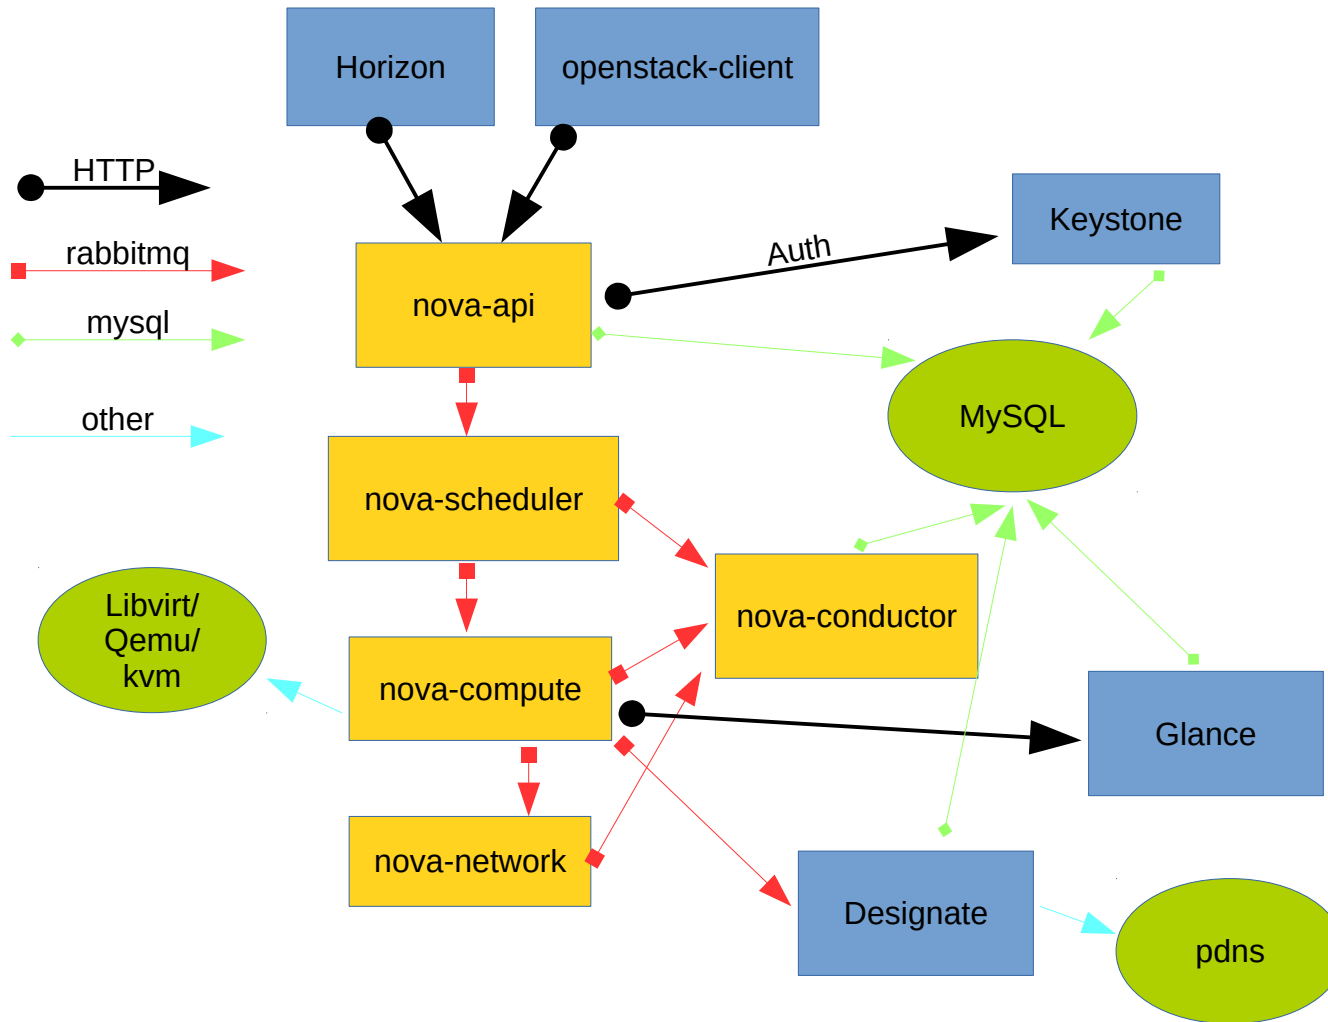 Horizon
openstack-client
HTTP
rabbitmq
mysql
other
Keystone
Auth
nova-api
MySQL
nova-scheduler
Libvirt/
Qemu/
kvm
nova-conductor
nova-compute
Glance
nova-network
Designate
pdns